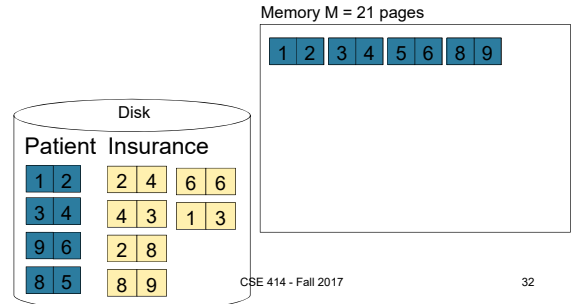 Memory M = 21 pages
1 2 3 4 5 6 8 9
Disk
Patient Insurance
1 2 2 4 6 6
3 4 4 3 1 3
9 6 2 8
8 5 8 9
CSE 414 - Fall 2017 32